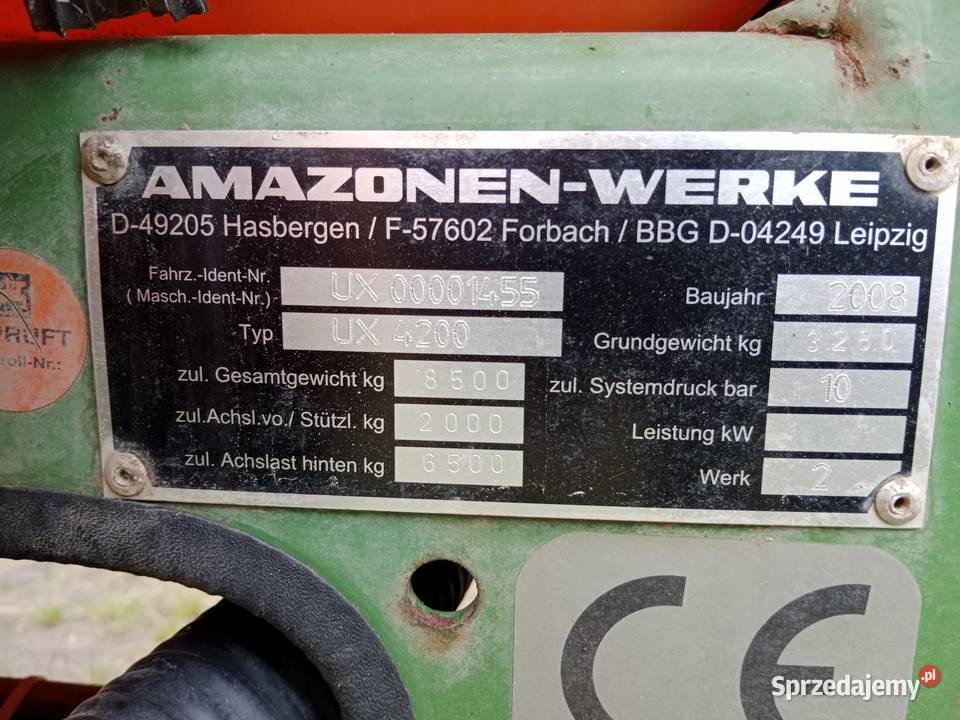 AMAZONEN-WERKE
D-49205 Hasbergen / F-57602 Forbach / BBG D-04249 Leipzig
Fahrz.-Ident-Nr.
(Masch.-Ident-Nr.) UX 00001455
Typ UX 4200
zul. Gesamtgewicht kg 8500
zul.Achsl.vo./ Stützl. kg 2000
zul. Achslast hinten kg 6500
Baujahr 2008
Grundgewicht kg 3260
zul. Systemdruck bar 10
Leistung kW
Werk 2
roll-Nr.:
CE
Sprzedajemy.pl